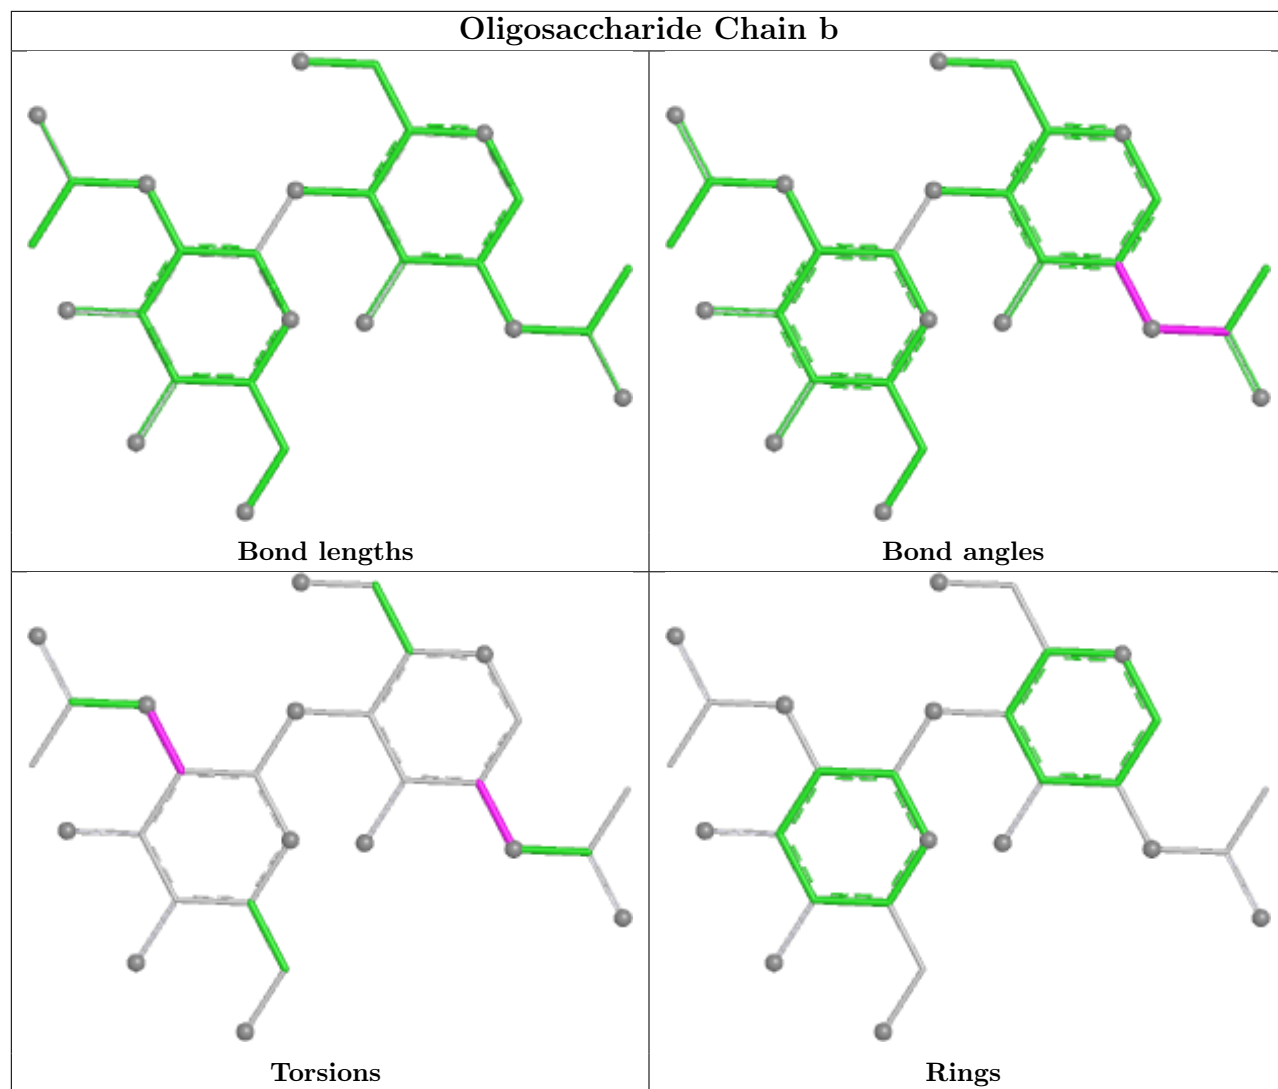 Oligosaccharide Chain b
Bond lengths
Bond angles
Torsions
Rings